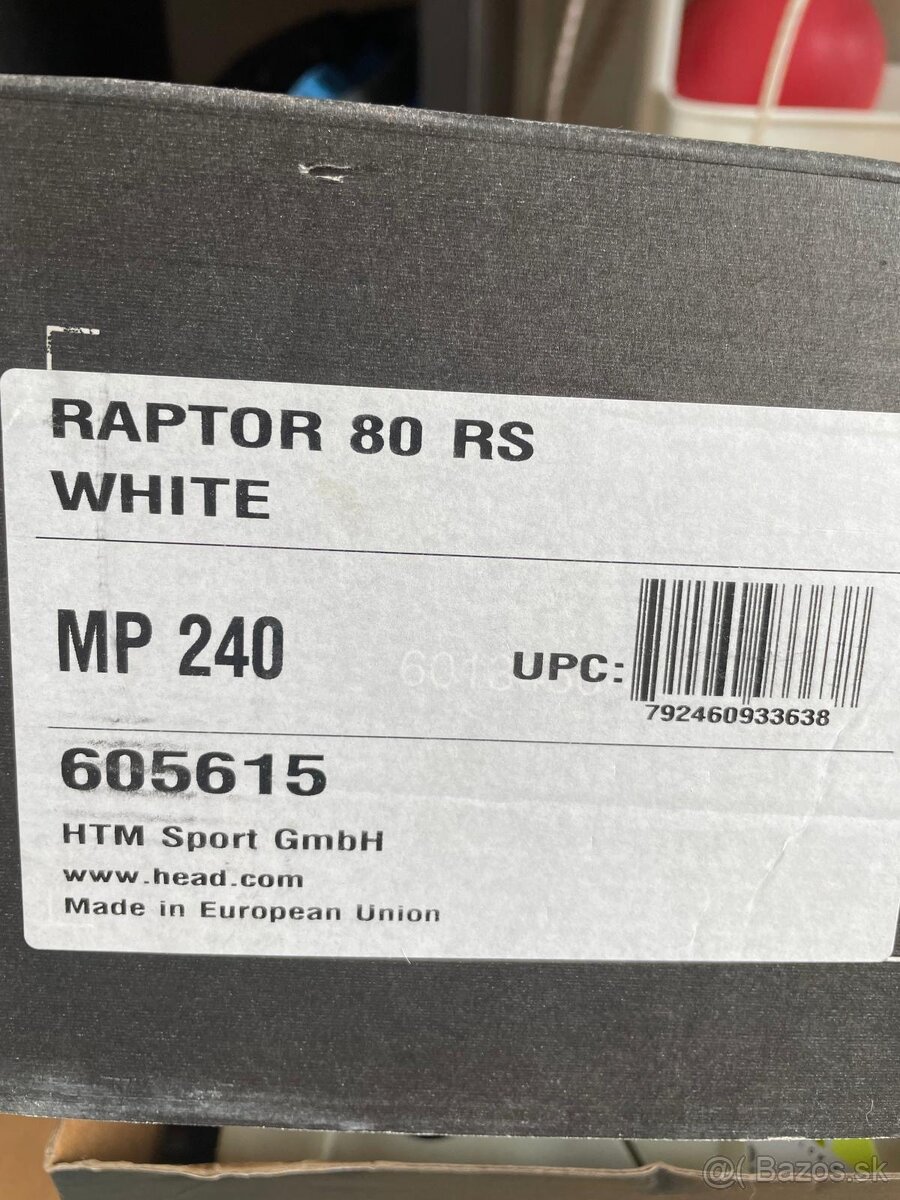 RAPTOR 80 RS
WHITE
MP 240
UPC:
792460933638
605615
HTM Sport GmbH
www.head.com
Made in European Union
@( Bazos.sk